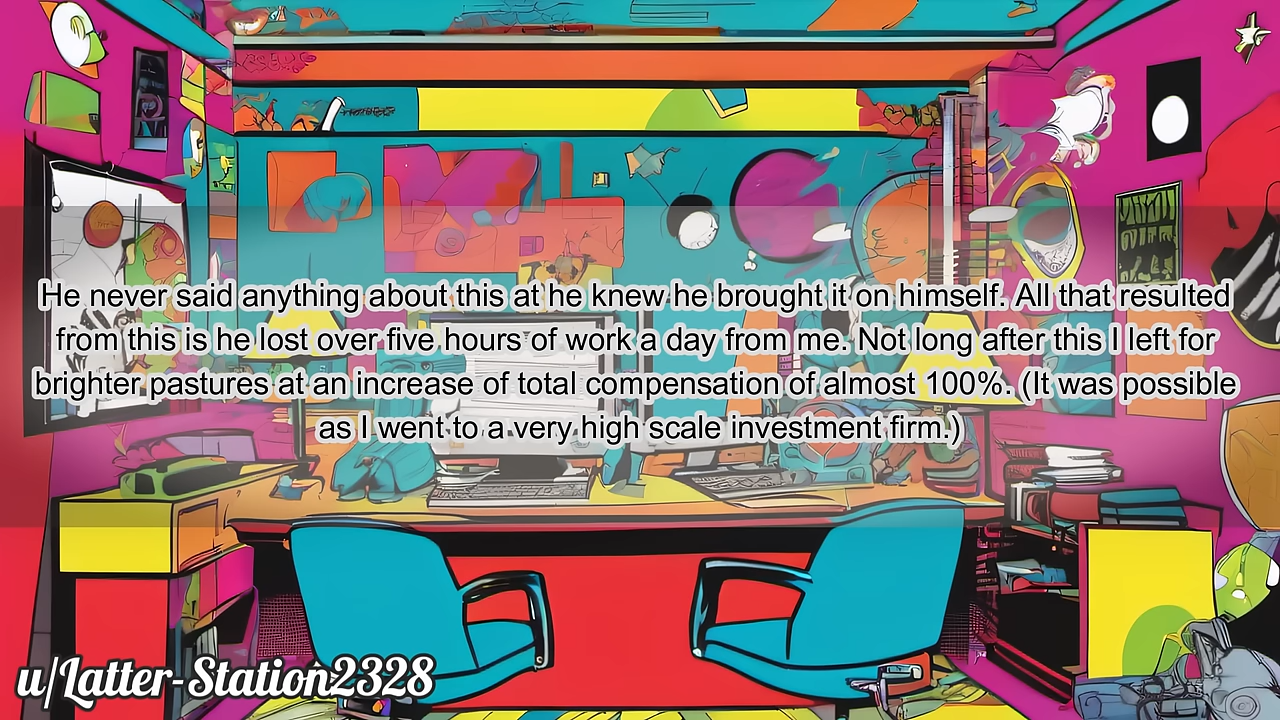 He never said anything about this at he knew he brought it on himself. All that resulted
from this is he lost over five hours of work a day from me. Not long after this I left for
brighter pastures at an increase of total compensation of almost 100%. (It was possible
as I went to a very high scale investment firm.)
u/Latter-Station2328